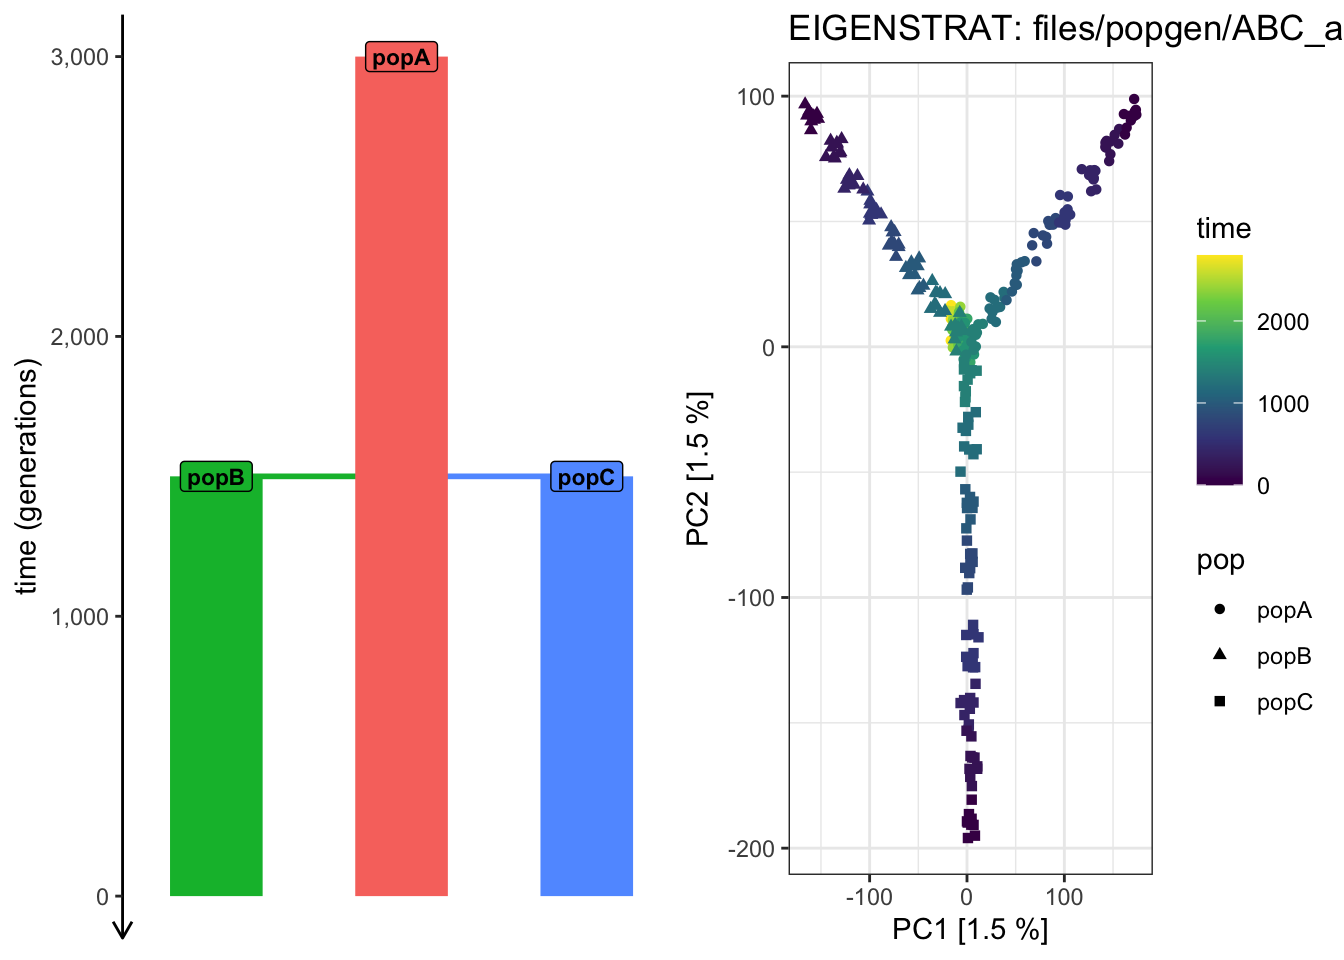 3,000
2,000
1,000
0
time (generations)
popA
popB
popC
EIGENSTRAT: files/popgen/ABC_a
100
0
-100
-200
PC2 [1.5 %]
-100
0
100
PC1 [1.5 %]
time
2000
1000
0
pop
popA
popB
popC